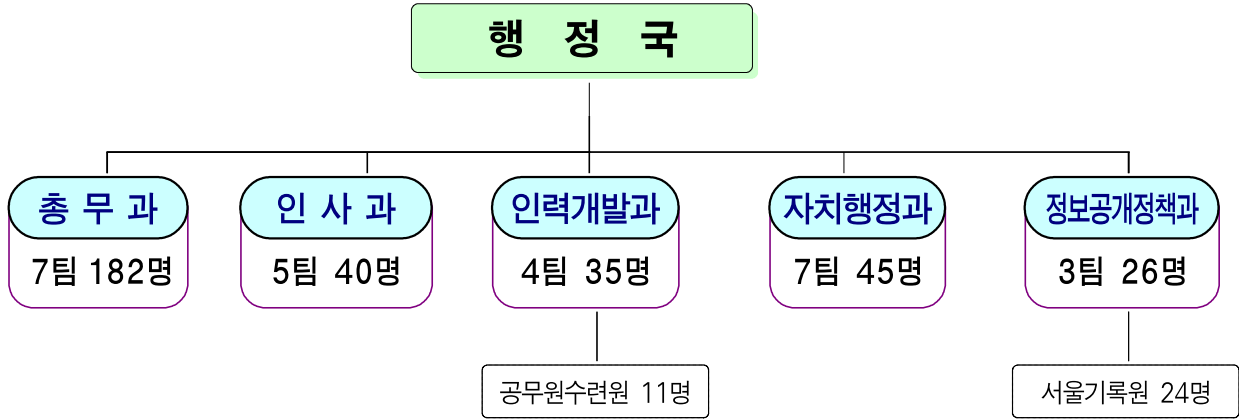 행 정 국
총 무 과
7팀 182명
인 사 과
5팀 40명
인력개발과
4팀 35명
자치행정과
7팀 45명
정보공개정책과
3팀 26명
공무원수련원 11명
서울기록원 24명